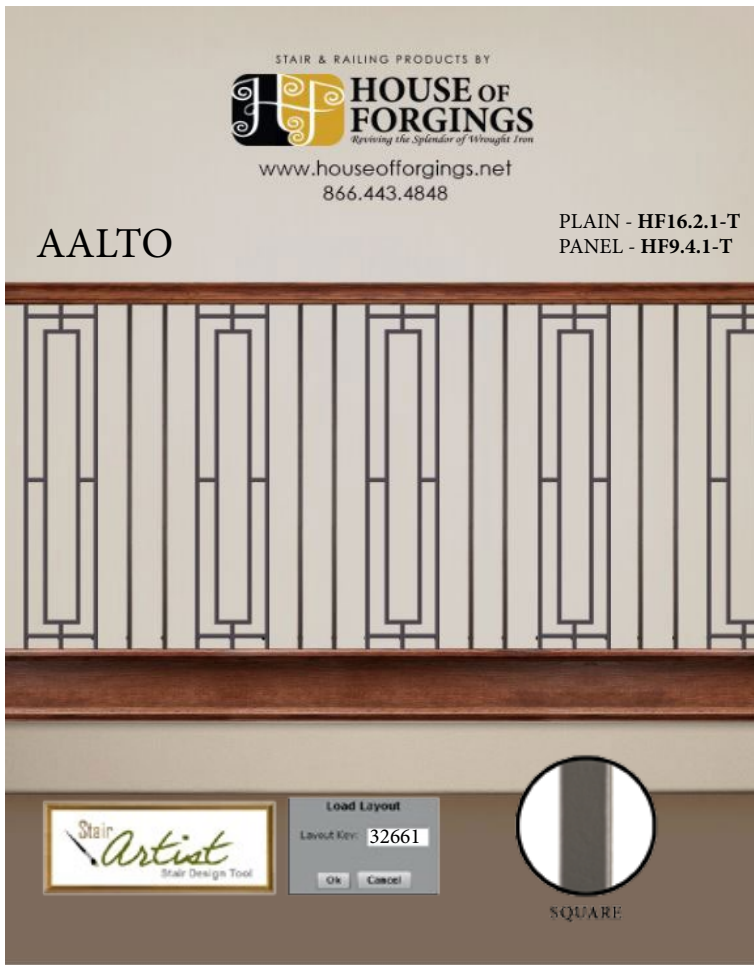 STAIR & RAILING PRODUCTS BY
HF
HOUSE OF
FORGINGS
Reviving the Splendor of Wrought Iron
www.houseofforgings.net
866.443.4848
AALTO
PLAIN - HF16.2.1-T
PANEL - HF9.4.1-T
Stair
Artist
Stair Design Tool
Load Layout
Layout Key: 32661
Ok Cancel
SQUARE